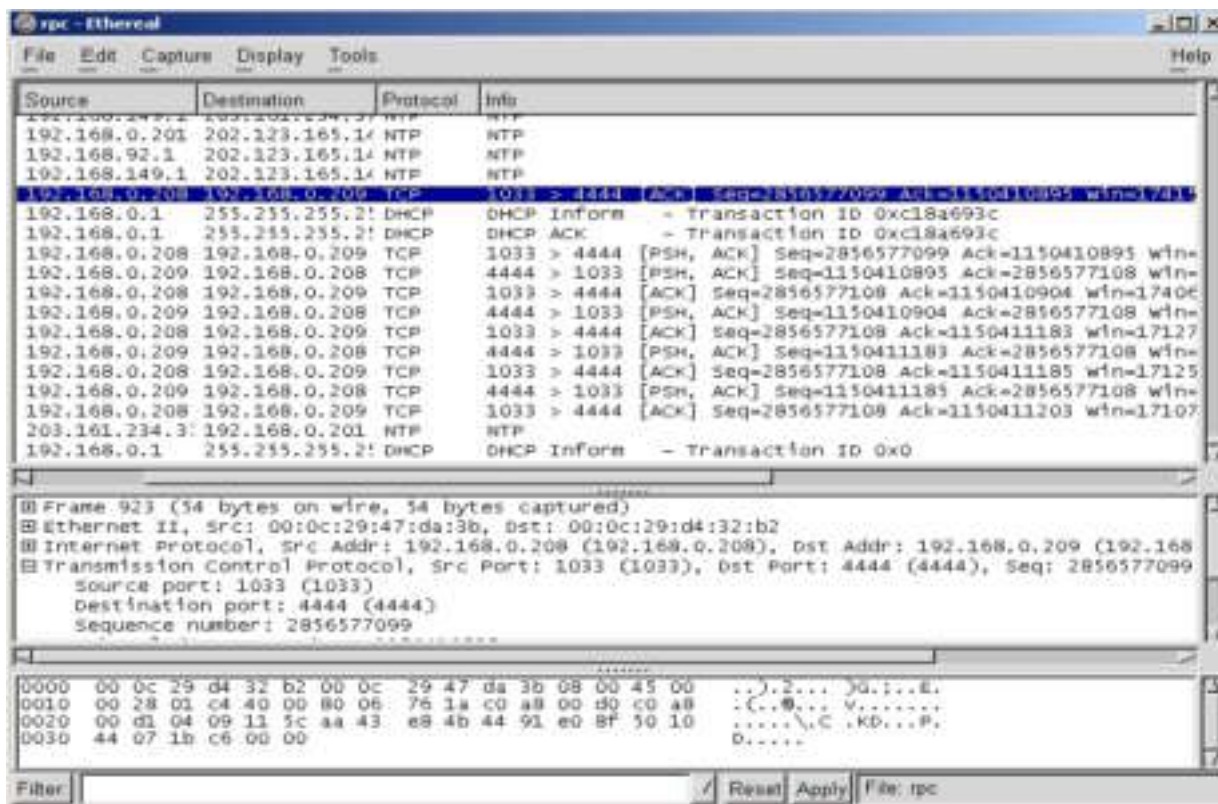 rpc - Ethereal
File Edit Capture Display Tools Help
Source Destination Protocol Info
192.168.0.201 202.123.165.14 NTP NTP
192.168.92.1 202.123.165.14 NTP NTP
192.168.149.1 202.123.165.14 NTP NTP
192.168.0.208 192.168.0.209 TCP 1033 > 4444 [ACK] Seq=2856577099 Ack=1150410895 Win=17415
192.168.0.1 255.255.255.2 DHCP DHCP Inform - Transaction ID 0xc18a693c
192.168.0.1 255.255.255.2 DHCP DHCP ACK - Transaction ID 0xc18a693c
192.168.0.208 192.168.0.209 TCP 1033 > 4444 [PSH, ACK] Seq=2856577099 Ack=1150410895 Win=
192.168.0.209 192.168.0.208 TCP 4444 > 1033 [PSH, ACK] Seq=1150410895 Ack=2856577108 Win=
192.168.0.208 192.168.0.209 TCP 1033 > 4444 [ACK] Seq=2856577108 Ack=1150410904 Win=17406
192.168.0.209 192.168.0.208 TCP 4444 > 1033 [PSH, ACK] Seq=1150410904 Ack=2856577108 Win=
192.168.0.208 192.168.0.209 TCP 1033 > 4444 [ACK] Seq=2856577108 Ack=1150411183 Win=17127
192.168.0.209 192.168.0.208 TCP 4444 > 1033 [PSH, ACK] Seq=1150411183 Ack=2856577108 Win=
192.168.0.208 192.168.0.209 TCP 1033 > 4444 [ACK] Seq=2856577108 Ack=1150411185 Win=17125
192.168.0.209 192.168.0.208 TCP 4444 > 1033 [PSH, ACK] Seq=1150411185 Ack=2856577108 Win=
192.168.0.208 192.168.0.209 TCP 1033 > 4444 [ACK] Seq=2856577108 Ack=1150411203 Win=17107
203.161.234.3 192.168.0.201 NTP NTP
192.168.0.1 255.255.255.2 DHCP DHCP Inform - Transaction ID 0x0
Frame 923 (54 bytes on wire, 54 bytes captured)
Ethernet II, Src: 00:0c:29:47:da:3b, Dst: 00:0c:29:d4:32:b2
Internet Protocol, Src Addr: 192.168.0.208 (192.168.0.208), Dst Addr: 192.168.0.209 (192.168
Transmission Control Protocol, Src Port: 1033 (1033), Dst Port: 4444 (4444), Seq: 2856577099
Source port: 1033 (1033)
Destination port: 4444 (4444)
Sequence number: 2856577099
0000 00 0c 29 d4 32 b2 00 0c 29 47 da 3b 08 00 45 00 ..).2... )G.;..E.
0010 00 28 01 c4 40 00 80 06 76 1a c0 a8 00 d0 c0 a8 .(..@... v.......
0020 00 d1 04 09 11 5c aa 43 e8 4b 44 91 e0 8f 50 10 .....\.C .KD...P.
0030 44 07 1b c6 00 00 D.....
Filter: / Reset Apply File: rpc